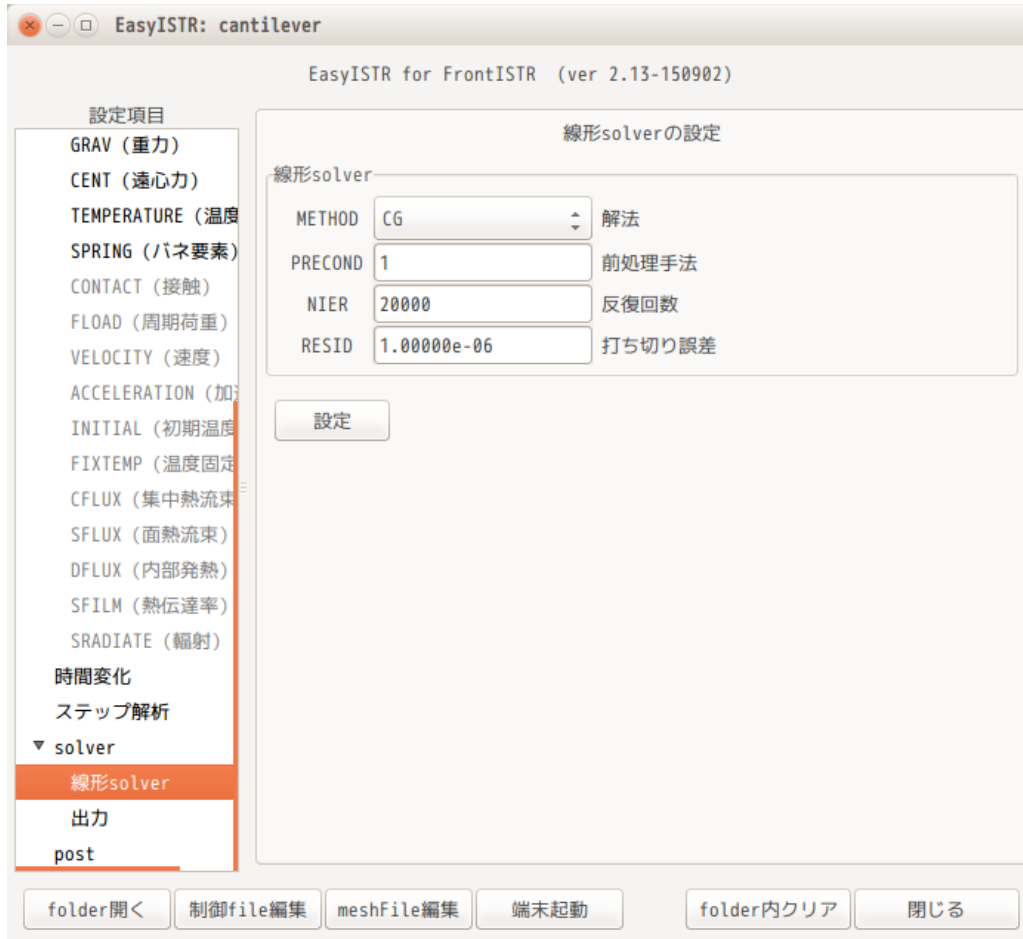 EasyISTR: cantilever
EasyISTR for FrontISTR (ver 2.13-150902)
設定項目
GRAV (重力)
CENT (遠心力)
TEMPERATURE (温度
SPRING (バネ要素)
CONTACT (接触)
FLOAD (周期荷重)
VELOCITY (速度)
ACCELERATION (加
INITIAL (初期温度
FIXTEMP (温度固定
CFLUX (集中熱流束
SFLUX (面熱流束)
DFLUX (内部発熱)
SFILM (熱伝達率)
SRADIATE (輻射)
時間変化
ステップ解析
solver
線形solver
出力
post
線形solverの設定
線形solver
METHOD CG 解法
PRECOND 1 前処理手法
NIER 20000 反復回数
RESID 1.00000e-06 打ち切り誤差
設定
folder開く 制御file編集 meshFile編集 端末起動 folder内クリア 閉じる